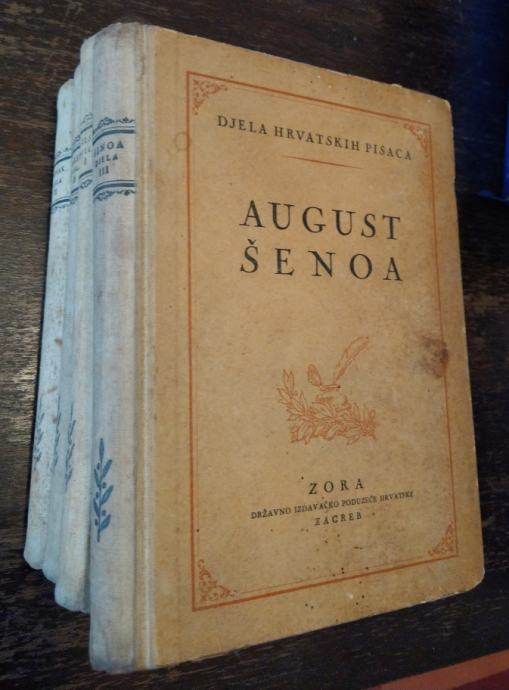 DJELA HRVATSKIH PISACA
AUGUST
ŠENOA
ZORA
DRŽAVNO IZDAVAČKO PODUZEĆE HRVATSKE
ZAGREB
ŠENOA
DJELA
III